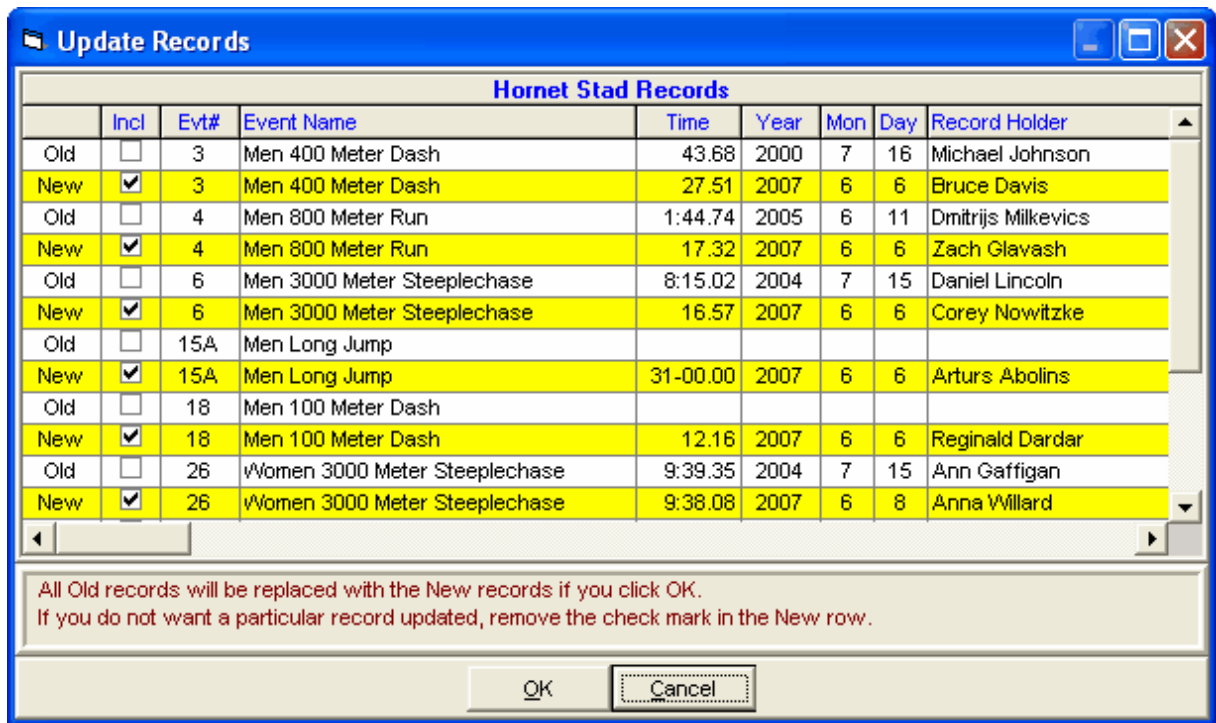 Update Records
Hornet Stad Records
Incl Evt# Event Name Time Year Mon Day Record Holder
Old 3 Men 400 Meter Dash 43.68 2000 7 16 Michael Johnson
New 3 Men 400 Meter Dash 27.51 2007 6 6 Bruce Davis
Old 4 Men 800 Meter Run 1:44.74 2005 6 11 Dmitrijs Milkevics
New 4 Men 800 Meter Run 17.32 2007 6 6 Zach Glavash
Old 6 Men 3000 Meter Steeplechase 8:15.02 2004 7 15 Daniel Lincoln
New 6 Men 3000 Meter Steeplechase 16.57 2007 6 6 Corey Nowitzke
Old 15A Men Long Jump
New 15A Men Long Jump 31-00.00 2007 6 6 Arturs Abolins
Old 18 Men 100 Meter Dash
New 18 Men 100 Meter Dash 12.16 2007 6 6 Reginald Dardar
Old 26 Women 3000 Meter Steeplechase 9:39.35 2004 7 15 Ann Gaffigan
New 26 Women 3000 Meter Steeplechase 9:38.08 2007 6 8 Anna Willard
All Old records will be replaced with the New records if you click OK.
If you do not want a particular record updated, remove the check mark in the New row.
OK Cancel